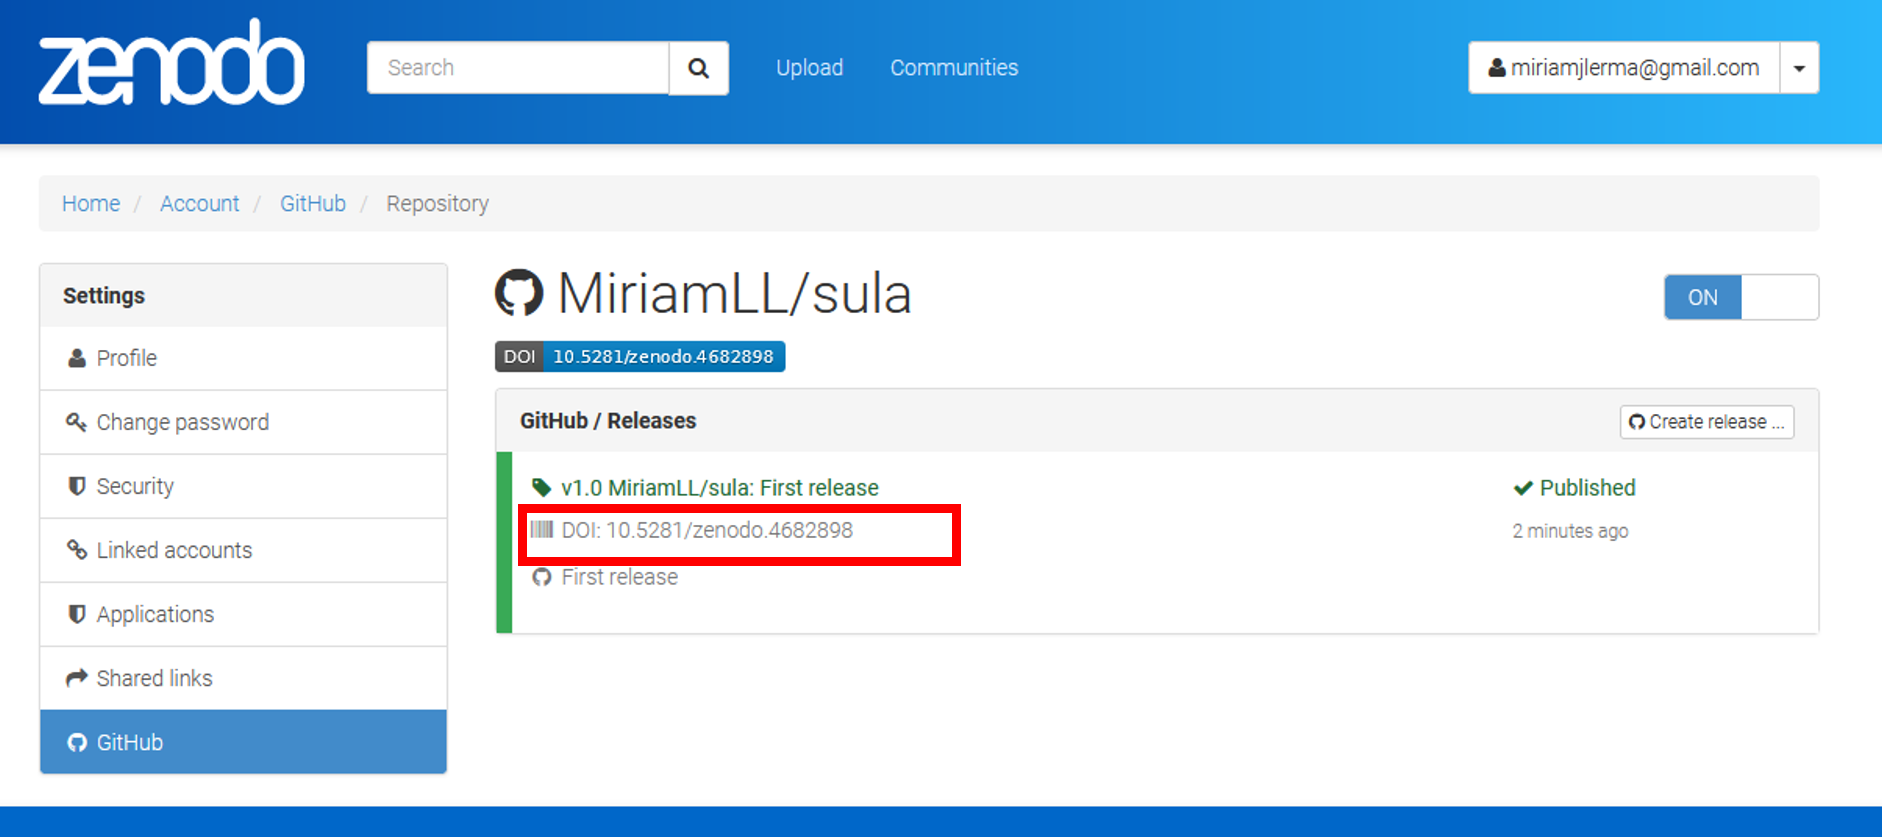 zenodo
Search
Upload
Communities
miriamjlerma@gmail.com
Home / Account / GitHub / Repository
Settings
Profile
Change password
Security
Linked accounts
Applications
Shared links
GitHub
MiriamLL/sula
ON
DOI 10.5281/zenodo.4682898
GitHub / Releases
Create release ...
v1.0 MiriamLL/sula: First release
Published
DOI: 10.5281/zenodo.4682898
2 minutes ago
First release